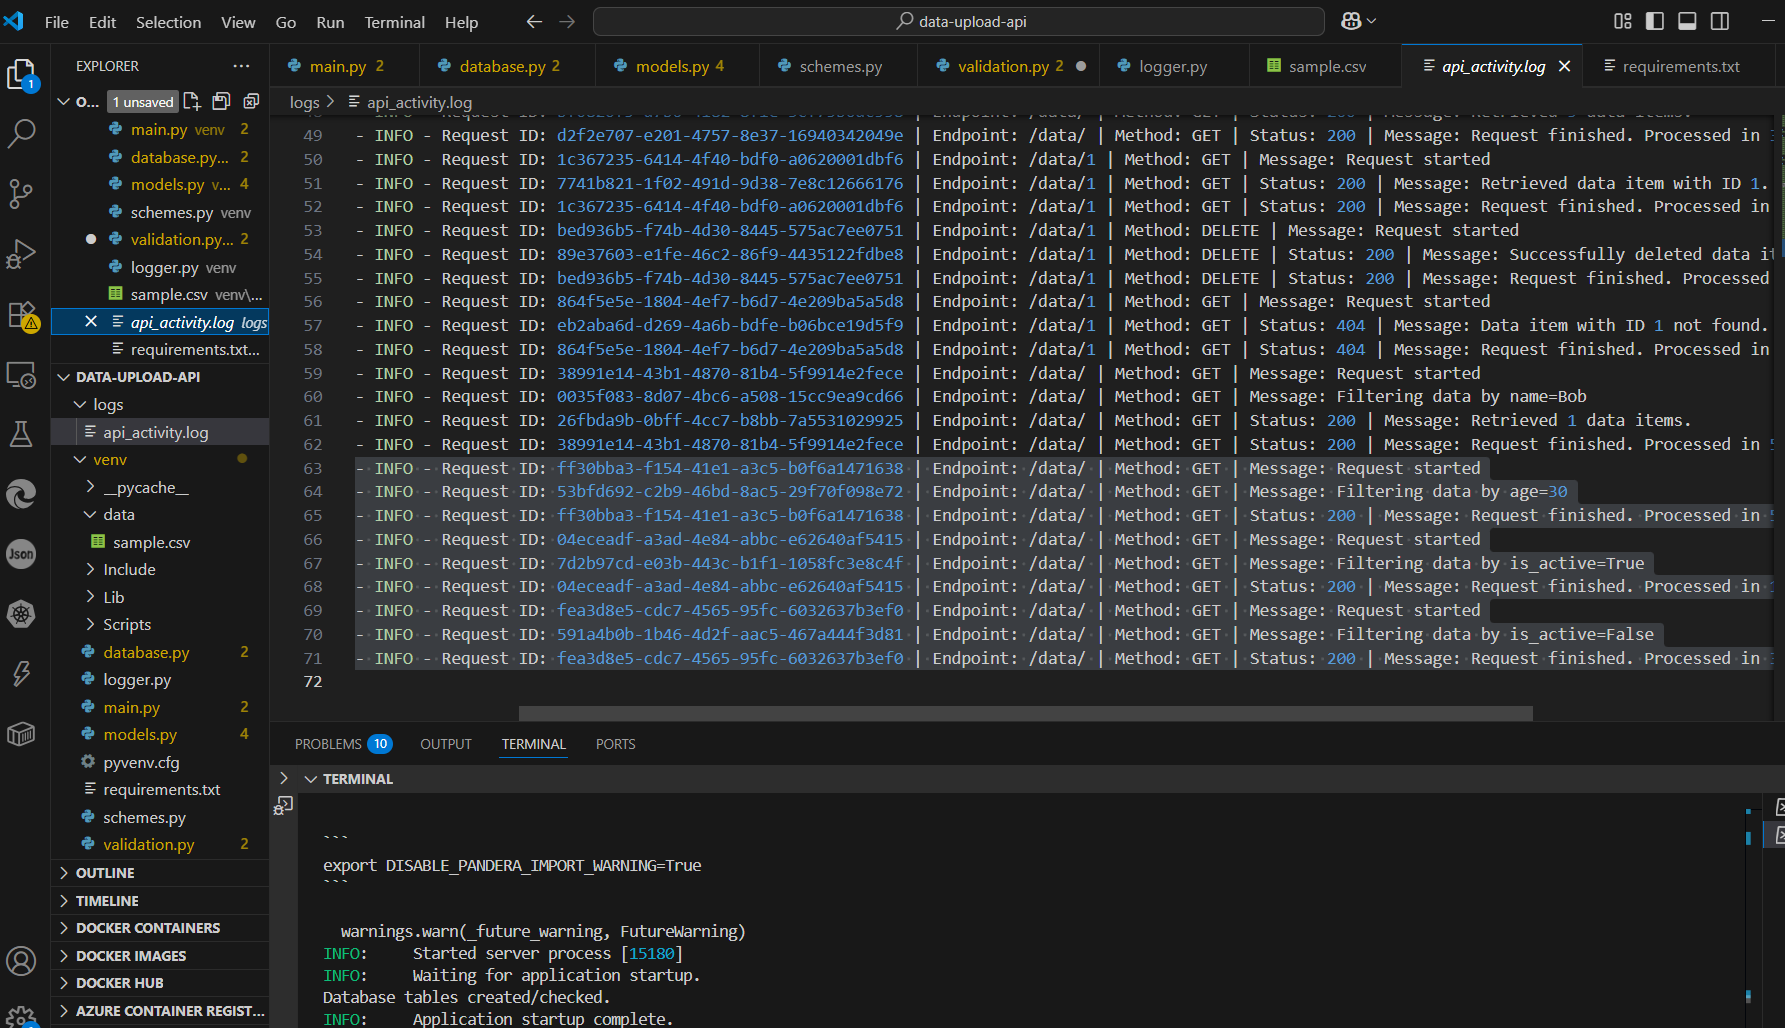 File Edit Selection View Go Run Terminal Help
data-upload-api
EXPLORER
main.py 2
database.py 2
models.py 4
schemes.py
validation.py 2
logger.py
sample.csv
api_activity.log
requirements.txt
O... 1 unsaved
logs > api_activity.log
main.py venv 2
database.py... 2
models.py v... 4
schemes.py venv
validation.py... 2
logger.py venv
sample.csv venv\...
api_activity.log logs
requirements.txt...
DATA-UPLOAD-API
logs
api_activity.log
venv
__pycache__
data
sample.csv
Include
Lib
Scripts
database.py 2
logger.py
main.py 2
models.py 4
pyvenv.cfg
requirements.txt
schemes.py
validation.py 2
OUTLINE
TIMELINE
DOCKER CONTAINERS
DOCKER IMAGES
DOCKER HUB
AZURE CONTAINER REGIST...
1
Json
49 - INFO - Request ID: d2f2e707-e201-4757-8e37-16940342049e | Endpoint: /data/ | Method: GET | Status: 200 | Message: Request finished. Processed in
50 - INFO - Request ID: 1c367235-6414-4f40-bdf0-a0620001dbf6 | Endpoint: /data/1 | Method: GET | Message: Request started
51 - INFO - Request ID: 7741b821-1f02-491d-9d38-7e8c12666176 | Endpoint: /data/1 | Method: GET | Status: 200 | Message: Retrieved data item with ID 1.
52 - INFO - Request ID: 1c367235-6414-4f40-bdf0-a0620001dbf6 | Endpoint: /data/1 | Method: GET | Status: 200 | Message: Request finished. Processed in
53 - INFO - Request ID: bed936b5-f74b-4d30-8445-575ac7ee0751 | Endpoint: /data/1 | Method: DELETE | Message: Request started
54 - INFO - Request ID: 89e37603-e1fe-46c2-86f9-4435122fdbe8 | Endpoint: /data/1 | Method: DELETE | Status: 200 | Message: Successfully deleted data it
55 - INFO - Request ID: bed936b5-f74b-4d30-8445-575ac7ee0751 | Endpoint: /data/1 | Method: DELETE | Status: 200 | Message: Request finished. Processed
56 - INFO - Request ID: 864f5e5e-1804-4ef7-b6d7-4e209ba5a5d8 | Endpoint: /data/1 | Method: GET | Message: Request started
57 - INFO - Request ID: eb2aba6d-d269-4a6b-bdfe-b06bce19d5f9 | Endpoint: /data/1 | Method: GET | Status: 404 | Message: Data item with ID 1 not found.
58 - INFO - Request ID: 864f5e5e-1804-4ef7-b6d7-4e209ba5a5d8 | Endpoint: /data/1 | Method: GET | Status: 404 | Message: Request finished. Processed in
59 - INFO - Request ID: 38991e14-43b1-4870-81b4-5f9914e2fece | Endpoint: /data/ | Method: GET | Message: Request started
60 - INFO - Request ID: 0035f083-8d07-4bc6-a508-15cc9ea9cd66 | Endpoint: /data/ | Method: GET | Message: Filtering data by name=Bob
61 - INFO - Request ID: 26fbda9b-0bff-4cc7-b8bb-7a5531029925 | Endpoint: /data/ | Method: GET | Status: 200 | Message: Retrieved 1 data items.
62 - INFO - Request ID: 38991e14-43b1-4870-81b4-5f9914e2fece | Endpoint: /data/ | Method: GET | Status: 200 | Message: Request finished. Processed in
63 - INFO - Request ID: ff30bba3-f154-41e1-a3c5-b0f6a1471638 | Endpoint: /data/ | Method: GET | Message: Request started
64 - INFO - Request ID: 53bfd692-c2b9-46bd-8ac5-29f70f098e72 | Endpoint: /data/ | Method: GET | Message: Filtering data by age=30
65 - INFO - Request ID: ff30bba3-f154-41e1-a3c5-b0f6a1471638 | Endpoint: /data/ | Method: GET | Status: 200 | Message: Request finished. Processed in
66 - INFO - Request ID: 04eceadf-a3ad-4e84-abbc-e62640af5415 | Endpoint: /data/ | Method: GET | Message: Request started
67 - INFO - Request ID: 7d2b97cd-e03b-443c-b1f1-1058fc3e8c4f | Endpoint: /data/ | Method: GET | Message: Filtering data by is_active=True
68 - INFO - Request ID: 04eceadf-a3ad-4e84-abbc-e62640af5415 | Endpoint: /data/ | Method: GET | Status: 200 | Message: Request finished. Processed in
69 - INFO - Request ID: fea3d8e5-cdc7-4565-95fc-6032637b3ef0 | Endpoint: /data/ | Method: GET | Message: Request started
70 - INFO - Request ID: 591a4b0b-1b46-4d2f-aac5-467a444f3d81 | Endpoint: /data/ | Method: GET | Message: Filtering data by is_active=False
71 - INFO - Request ID: fea3d8e5-cdc7-4565-95fc-6032637b3ef0 | Endpoint: /data/ | Method: GET | Status: 200 | Message: Request finished. Processed in
72
PROBLEMS 10 OUTPUT TERMINAL PORTS
TERMINAL
```
export DISABLE_PANDERA_IMPORT_WARNING=True
```
warnings.warn(_future_warning, FutureWarning)
INFO: Started server process [15180]
INFO: Waiting for application startup.
Database tables created/checked.
INFO: Application startup complete.